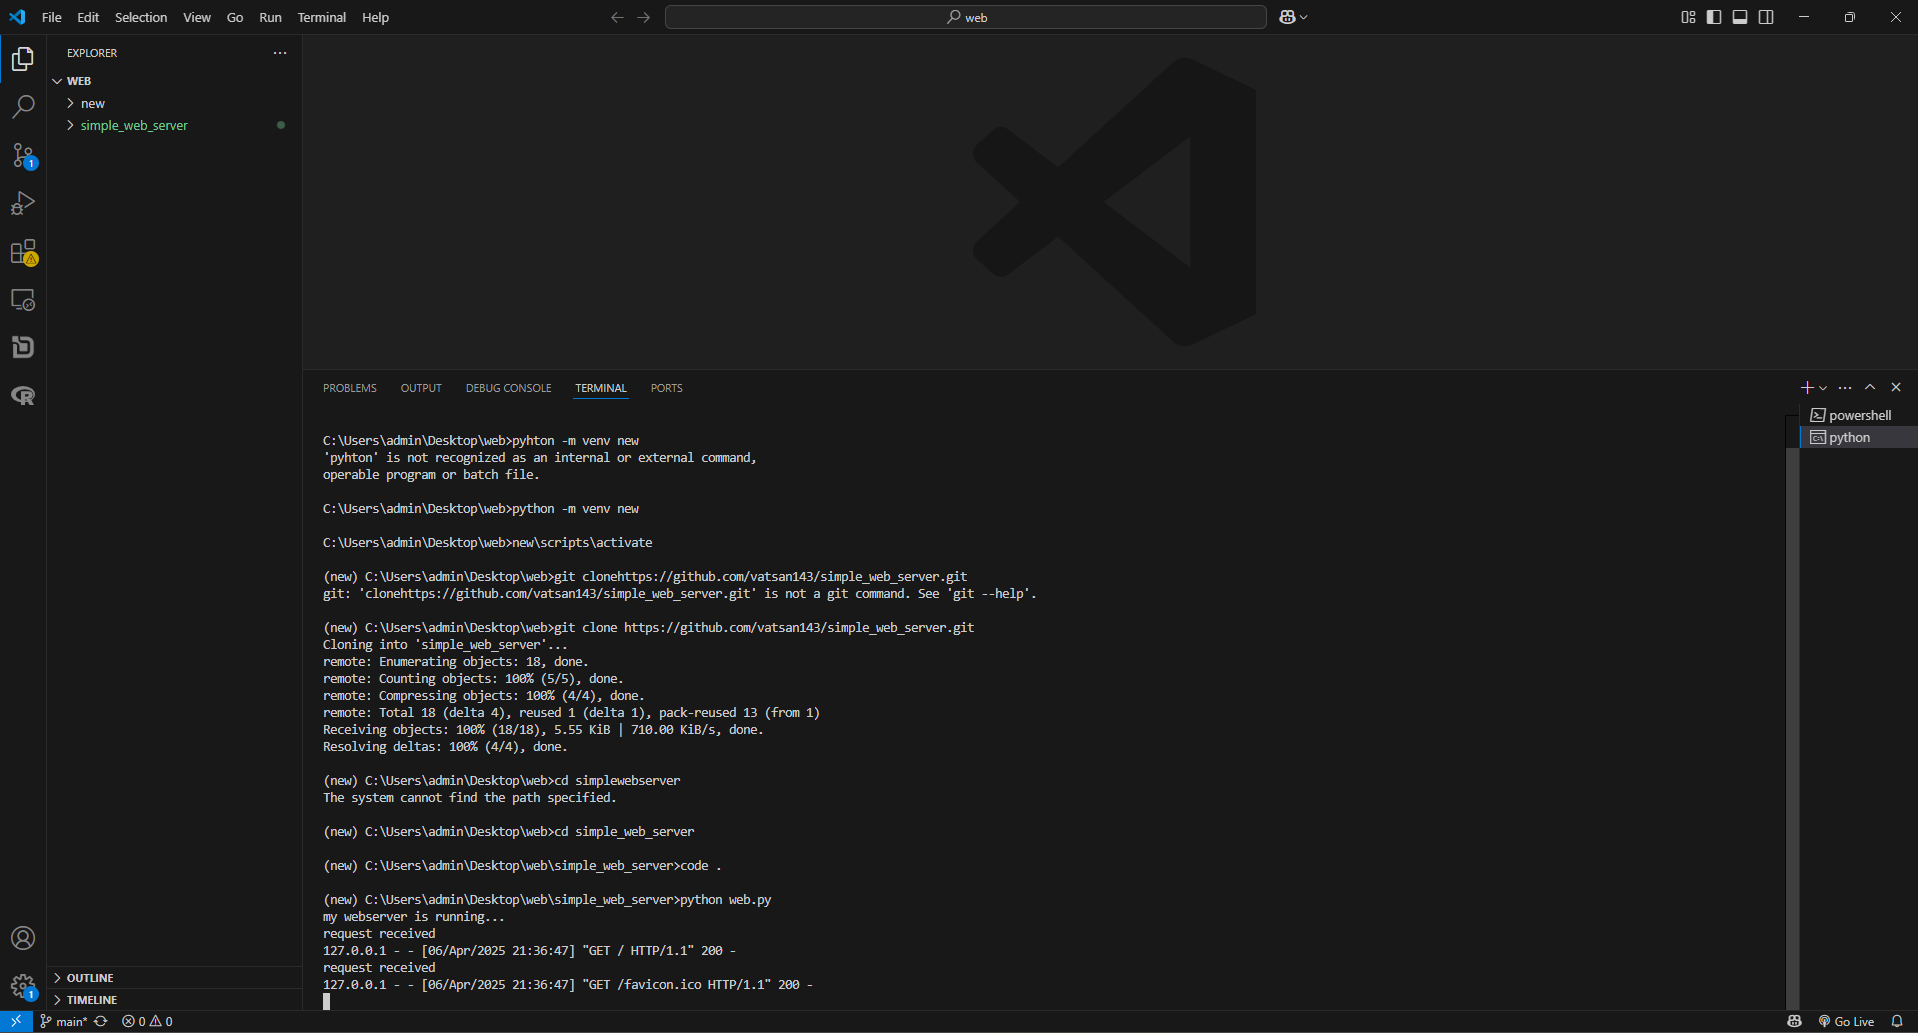 File Edit Selection View Go Run Terminal Help
web
EXPLORER
WEB
new
simple_web_server
1
PROBLEMS OUTPUT DEBUG CONSOLE TERMINAL PORTS
powershell
python
C:\Users\admin\Desktop\web>pyhton -m venv new
'pyhton' is not recognized as an internal or external command,
operable program or batch file.
C:\Users\admin\Desktop\web>python -m venv new
C:\Users\admin\Desktop\web>new\scripts\activate
(new) C:\Users\admin\Desktop\web>git clonehttps://github.com/vatsan143/simple_web_server.git
git: 'clonehttps://github.com/vatsan143/simple_web_server.git' is not a git command. See 'git --help'.
(new) C:\Users\admin\Desktop\web>git clone https://github.com/vatsan143/simple_web_server.git
Cloning into 'simple_web_server'...
remote: Enumerating objects: 18, done.
remote: Counting objects: 100% (5/5), done.
remote: Compressing objects: 100% (4/4), done.
remote: Total 18 (delta 4), reused 1 (delta 1), pack-reused 13 (from 1)
Receiving objects: 100% (18/18), 5.55 KiB | 710.00 KiB/s, done.
Resolving deltas: 100% (4/4), done.
(new) C:\Users\admin\Desktop\web>cd simplewebserver
The system cannot find the path specified.
(new) C:\Users\admin\Desktop\web>cd simple_web_server
(new) C:\Users\admin\Desktop\web\simple_web_server>code .
(new) C:\Users\admin\Desktop\web\simple_web_server>python web.py
my webserver is running...
request received
127.0.0.1 - - [06/Apr/2025 21:36:47] "GET / HTTP/1.1" 200 -
request received
127.0.0.1 - - [06/Apr/2025 21:36:47] "GET /favicon.ico HTTP/1.1" 200 -
OUTLINE
1
TIMELINE
main* 0 0 Go Live